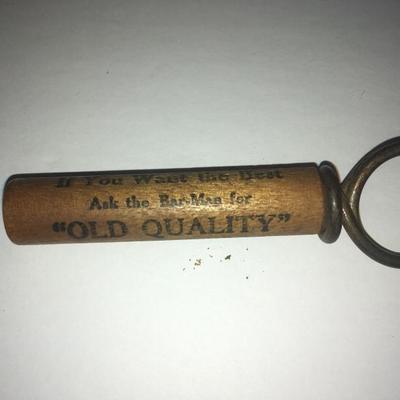 If You Want the Best
Ask the Bar-Man for
"OLD QUALITY"